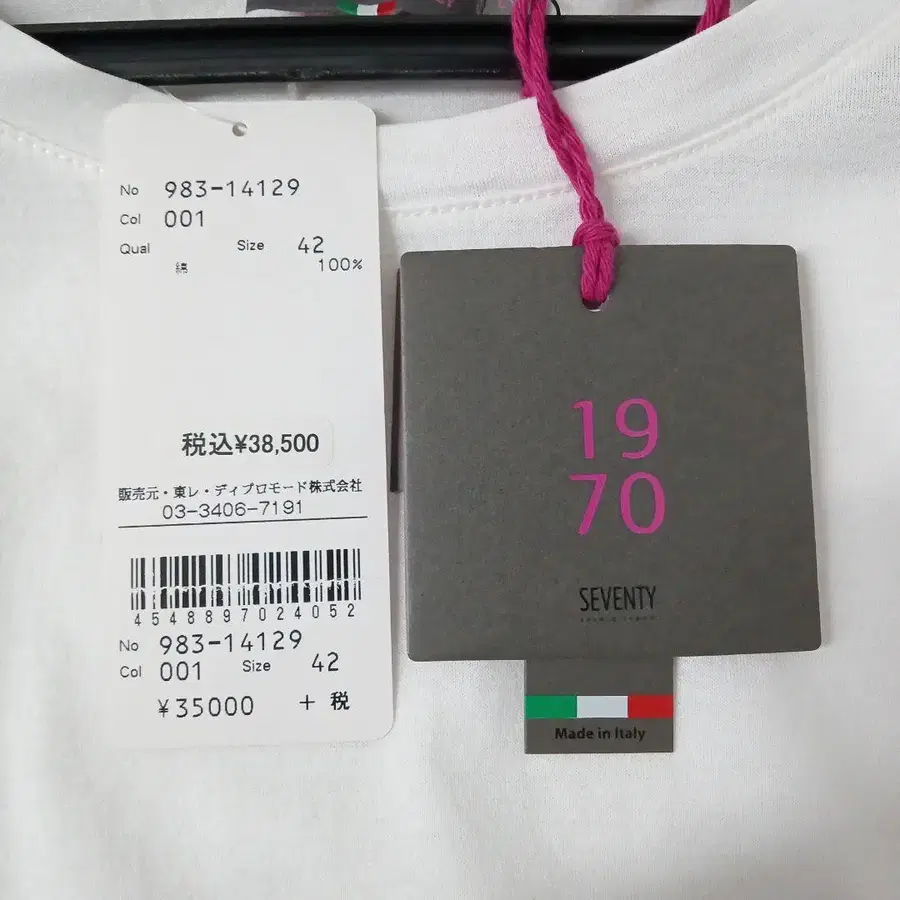 No 983-14129
Col 001
Qual Size 42
綿 100%
税込¥38,500
販売元・東レ・ディプロモード株式会社
03-3406-7191
4548897024052
No 983-14129
Col 001 Size 42
¥35000 + 税
19
70
SEVENTY
Made in Italy